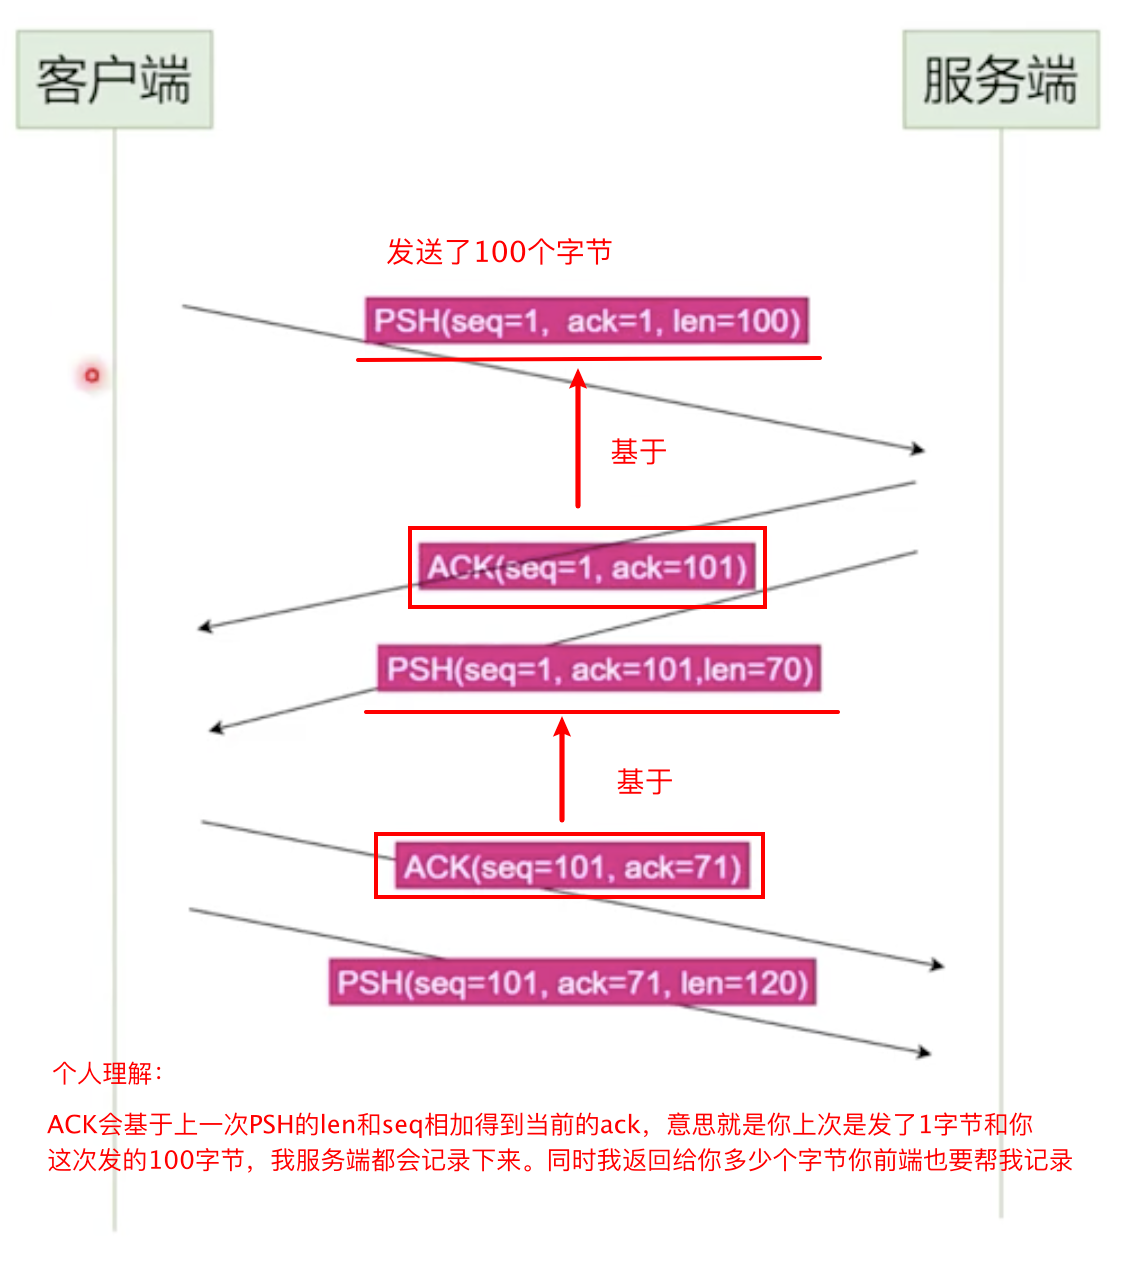 客户端
服务端
发送了100个字节
PSH(seq=1, ack=1, len=100)
基于
ACK(seq=1, ack=101)
PSH(seq=1, ack=101,len=70)
基于
ACK(seq=101, ack=71)
PSH(seq=101, ack=71, len=120)
个人理解：
ACK会基于上一次PSH的len和seq相加得到当前的ack，意思就是你上次是发了1字节和你
这次发的100字节，我服务端都会记录下来。同时我返回给你多少个字节你前端也要帮我记录